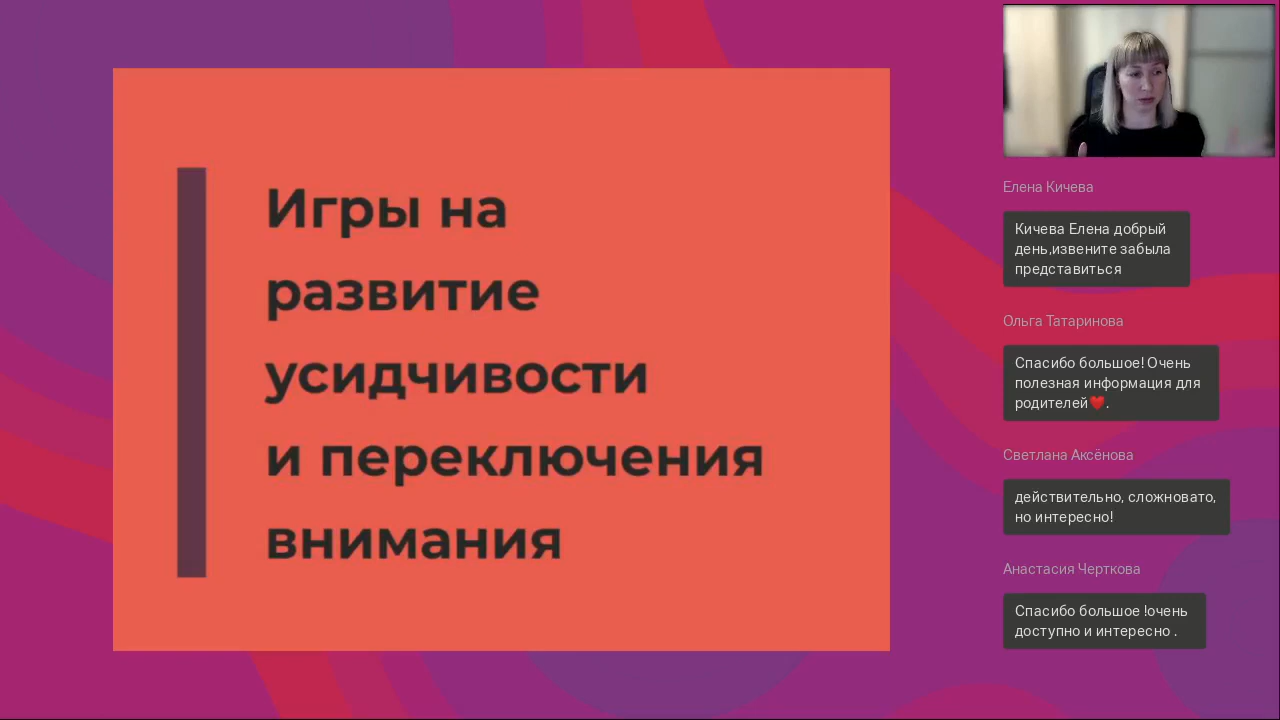 Игры на
развитие
усидчивости
и переключения
внимания
Елена Кичева
Кичева Елена добрый
день,извените забыла
представиться
Ольга Татаринова
Спасибо большое! Очень
полезная информация для
родителей❤️.
Светлана Аксёнова
действительно, сложновато,
но интересно!
Анастасия Черткова
Спасибо большое !очень
доступно и интересно .